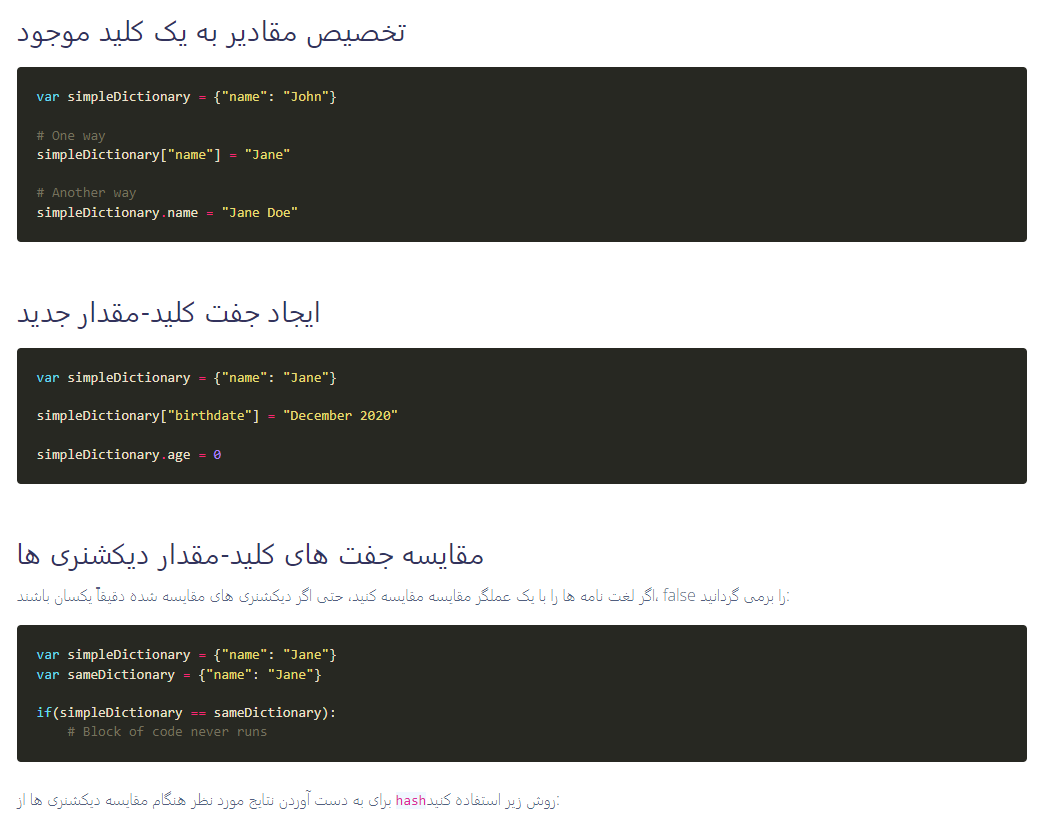 تخصیص مقادیر به یک کلید موجود
var simpleDictionary = {"name": "John"}
# One way
simpleDictionary["name"] = "Jane"
# Another way
simpleDictionary.name = "Jane Doe"
ایجاد جفت کلید-مقدار جدید
var simpleDictionary = {"name": "Jane"}
simpleDictionary["birthdate"] = "December 2020"
simpleDictionary.age = 0
مقایسه جفت های کلید-مقدار دیکشنری ها
اگر لغت نامه ها را با یک عملگر مقایسه مقایسه کنید، حتی اگر دیکشنری های مقایسه شده دقیقاً یکسان باشند، false را برمی گردانید:
var simpleDictionary = {"name": "Jane"}
var sameDictionary = {"name": "Jane"}
if(simpleDictionary == sameDictionary):
# Block of code never runs
برای به دست آوردن نتایج مورد نظر هنگام مقایسه دیکشنری ها از hash روش زیر استفاده کنید: